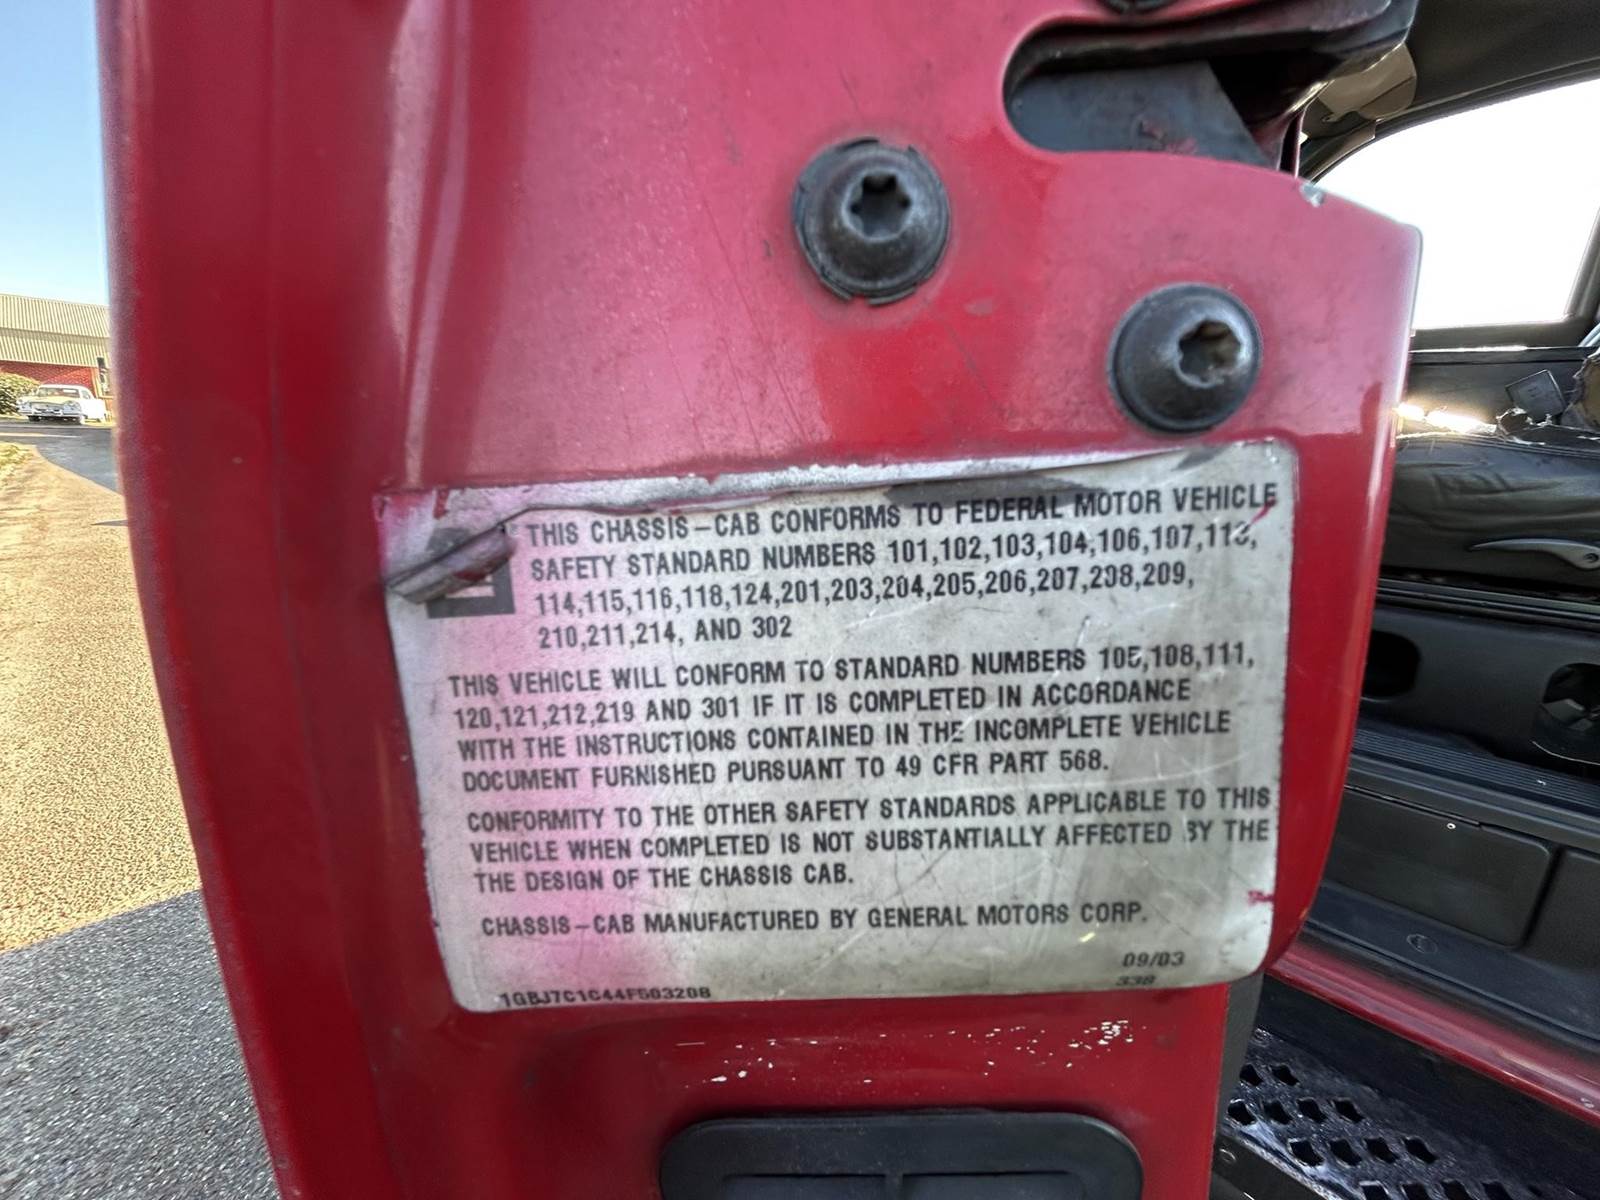 THIS CHASSIS-CAB CONFORMS TO FEDERAL MOTOR VEHICLE
SAFETY STANDARD NUMBERS 101,102,103,104,106,107,113,
114,115,116,118,124,201,203,204,205,206,207,208,209,
210,211,214, AND 302
THIS VEHICLE WILL CONFORM TO STANDARD NUMBERS 105,108,111,
120,121,212,219 AND 301 IF IT IS COMPLETED IN ACCORDANCE
WITH THE INSTRUCTIONS CONTAINED IN THE INCOMPLETE VEHICLE
DOCUMENT FURNISHED PURSUANT TO 49 CFR PART 568.
CONFORMITY TO THE OTHER SAFETY STANDARDS APPLICABLE TO THIS
VEHICLE WHEN COMPLETED IS NOT SUBSTANTIALLY AFFECTED BY THE
THE DESIGN OF THE CHASSIS CAB.
CHASSIS-CAB MANUFACTURED BY GENERAL MOTORS CORP.
09/03
1GBJ7C1C44F503208